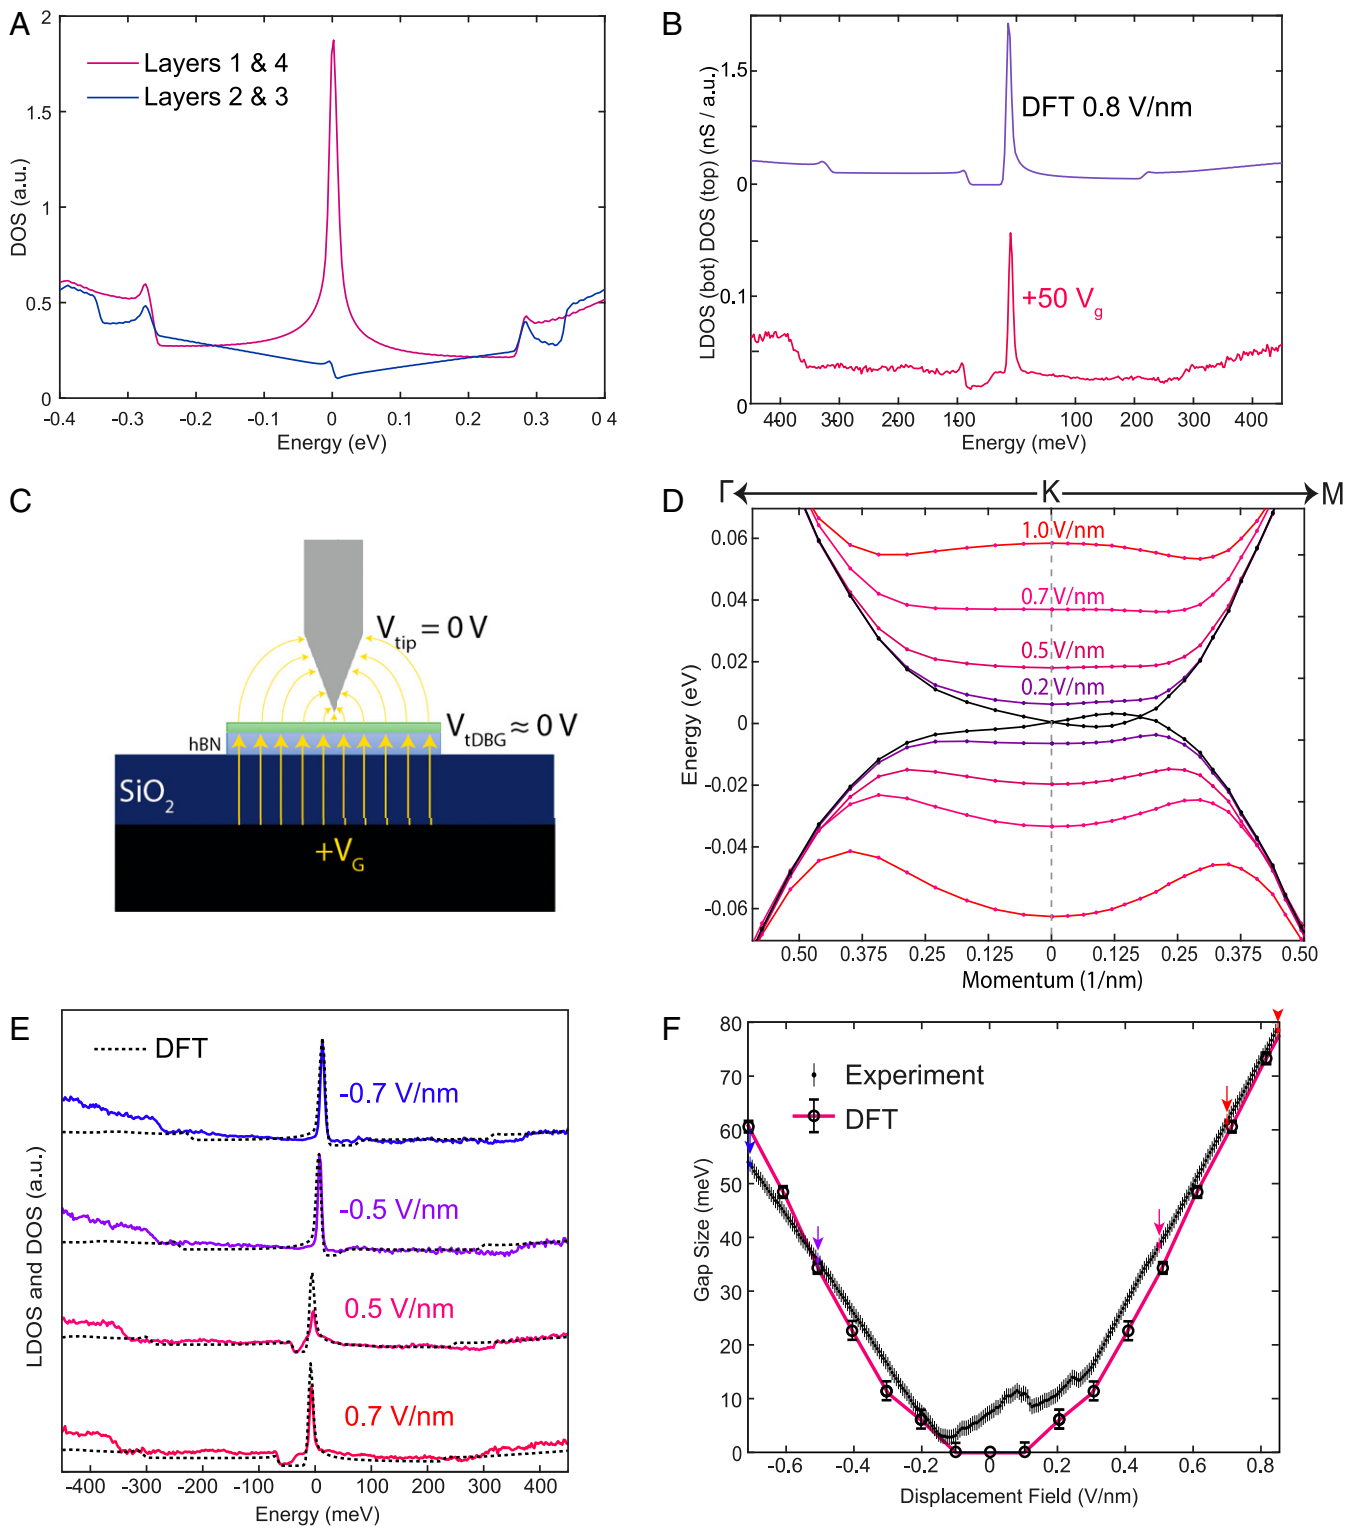 A
2
1.5
1
0.5
0
DOS (a.u.)
Layers 1 & 4
Layers 2 & 3
-0.4 -0.3 -0.2 -0.1 0 0.1 0.2 0.3 0 4
Energy (eV)
B
1.5
0
0.1
0
LDOS (bot) DOS (top) (nS / a.u.)
DFT 0.8 V/nm
+50 Vg
400 300 200 100 100 200 300 400
Energy (meV)
C
Vtip = 0 V
VtDBG ≈ 0 V
hBN
SiO2
+VG
D
Γ K M
0.06
0.04
0.02
0
-0.02
-0.04
-0.06
Energy (eV)
1.0 V/nm
0.7 V/nm
0.5 V/nm
0.2 V/nm
0.50 0.375 0.25 0.125 0 0.125 0.25 0.375 0.50
Momentum (1/nm)
E
LDOS and DOS (a.u.)
DFT
-0.7 V/nm
-0.5 V/nm
0.5 V/nm
0.7 V/nm
-400 -300 -200 -100 0 100 200 300 400
Energy (meV)
F
80
70
60
50
40
30
20
10
0
Gap Size (meV)
Experiment
DFT
-0.6 -0.4 -0.2 0 0.2 0.4 0.6 0.8
Displacement Field (V/nm)